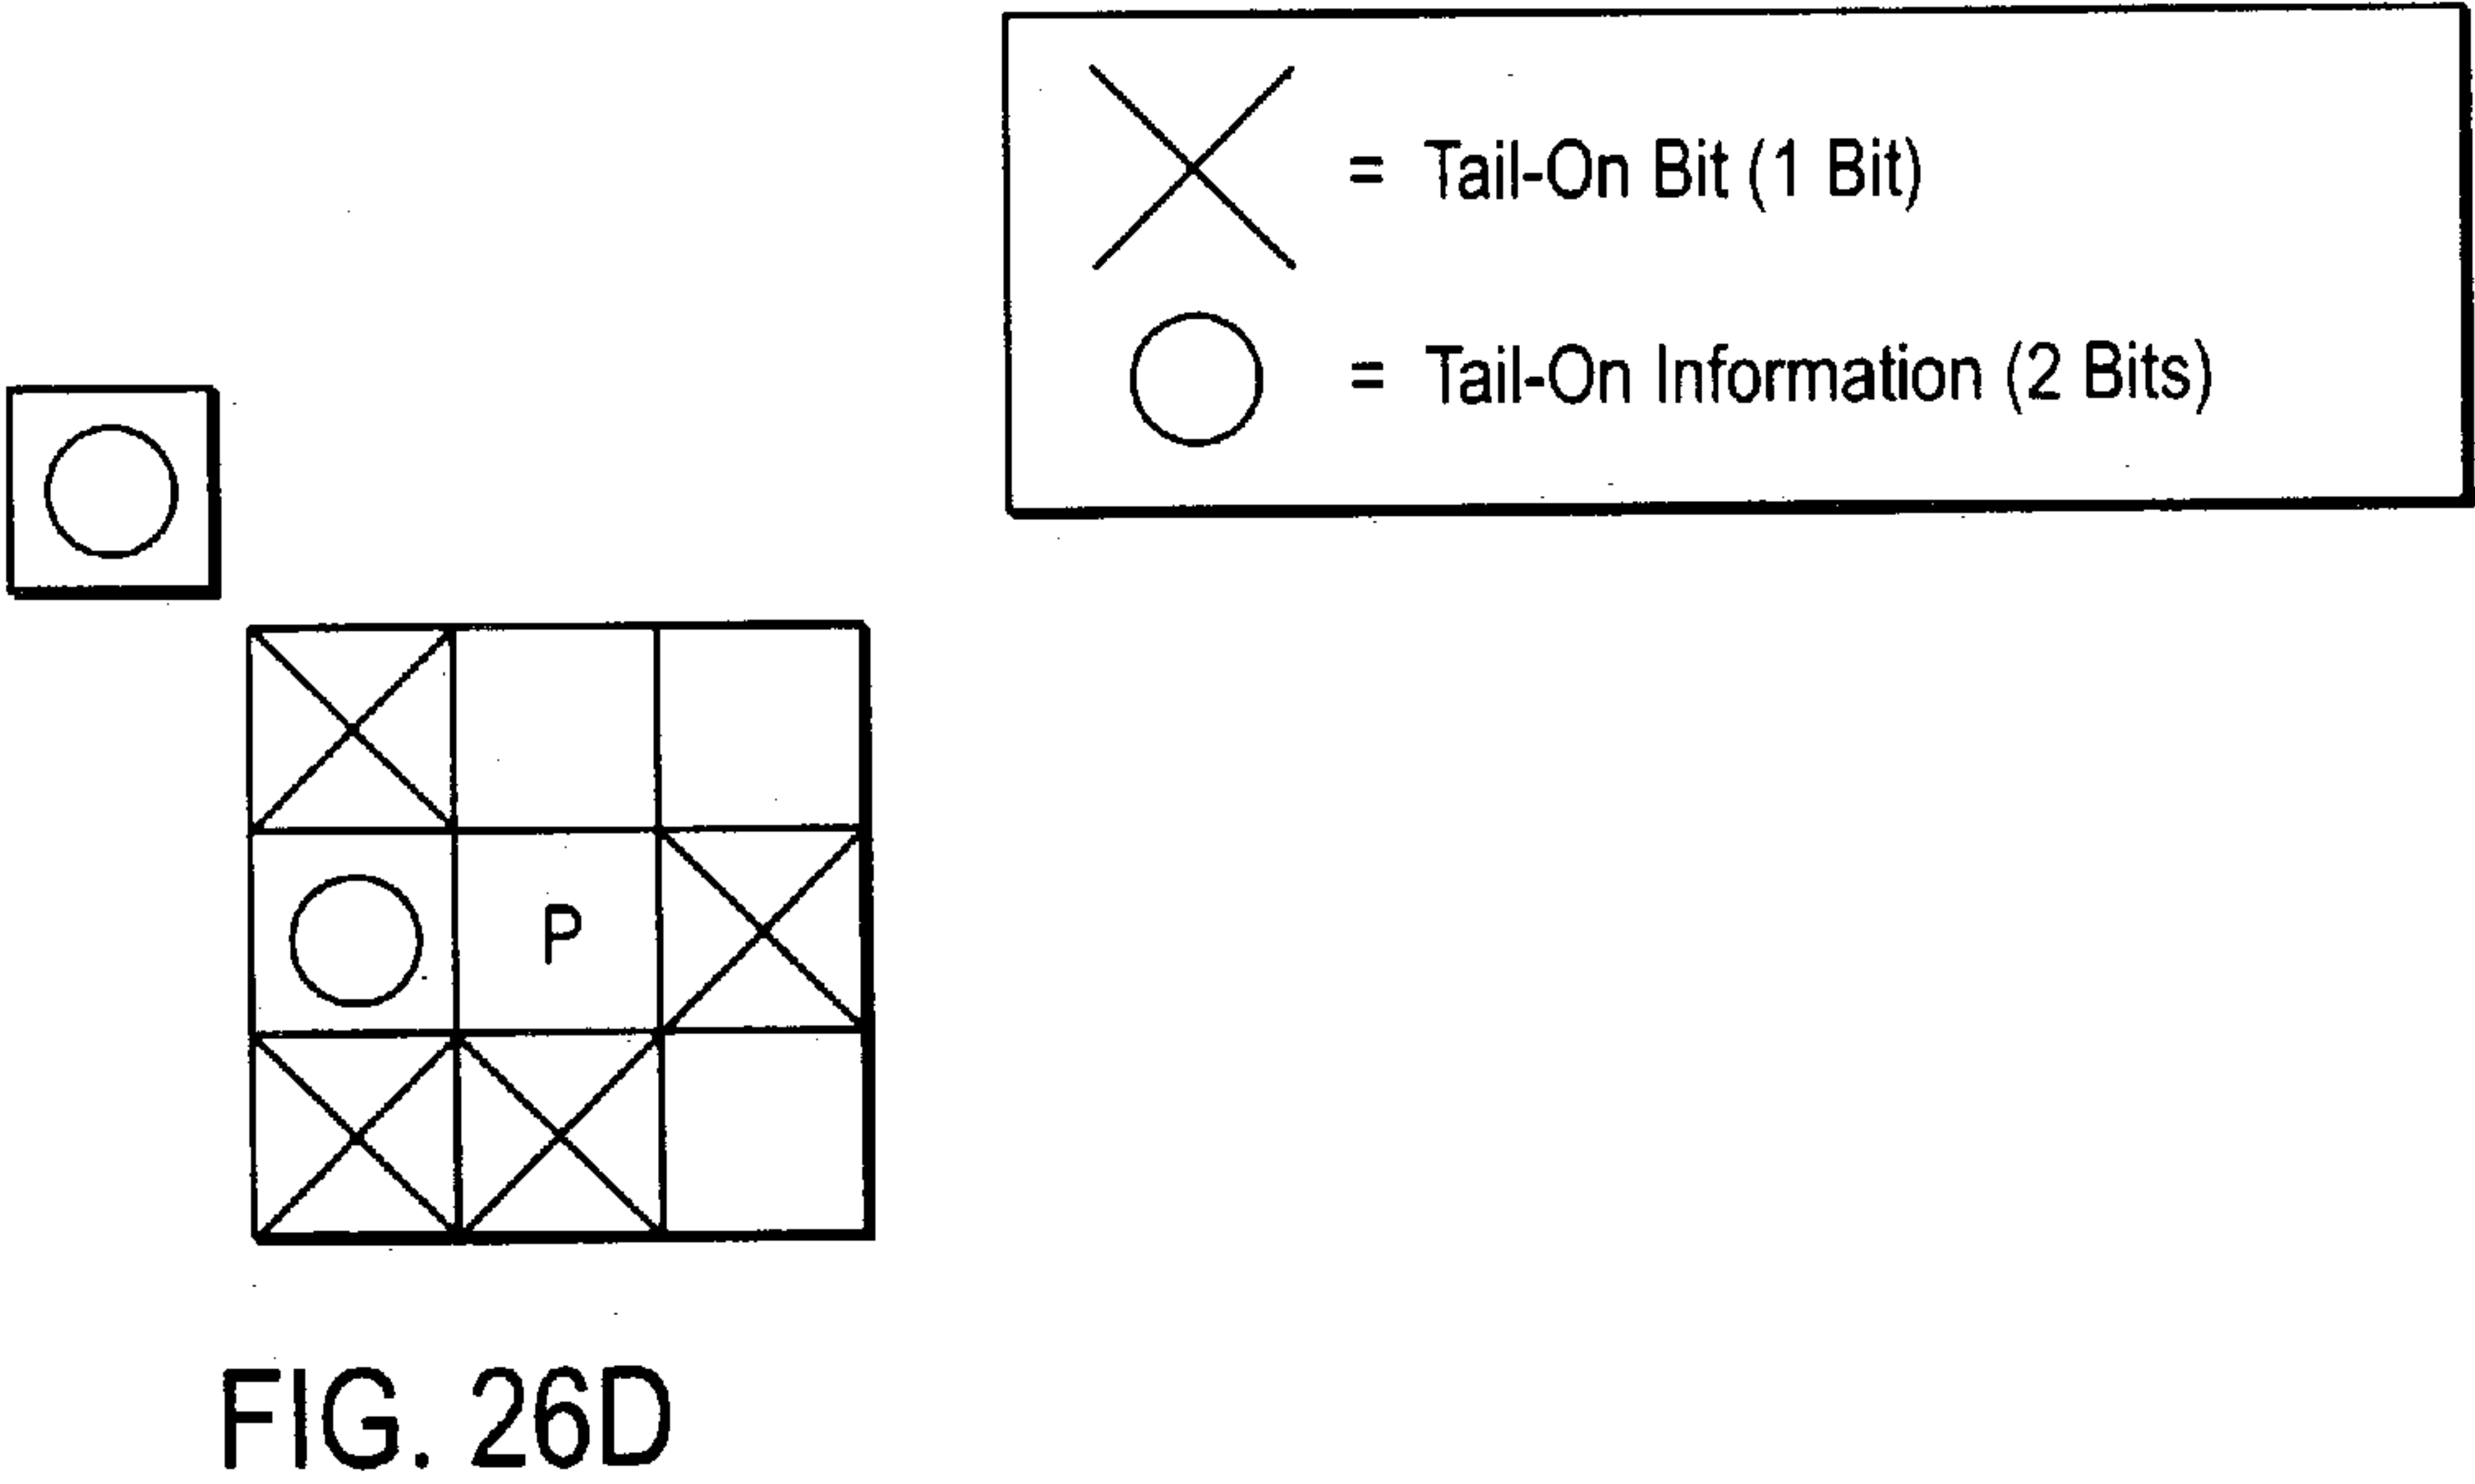 = Tail-On Bit (1 Bit)
= Tail-On Information (2 Bits)
P
FIG. 26D